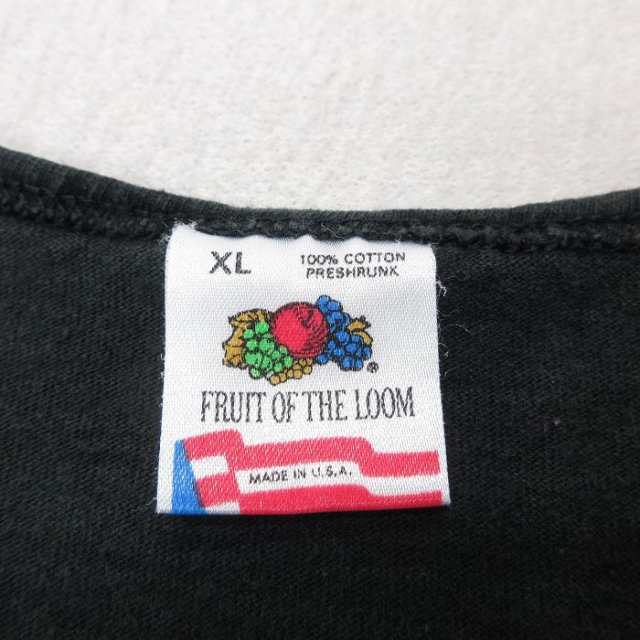 XL
100% COTTON
PRESHRUNK
®
FRUIT OF THE LOOM
MADE IN U.S.A.